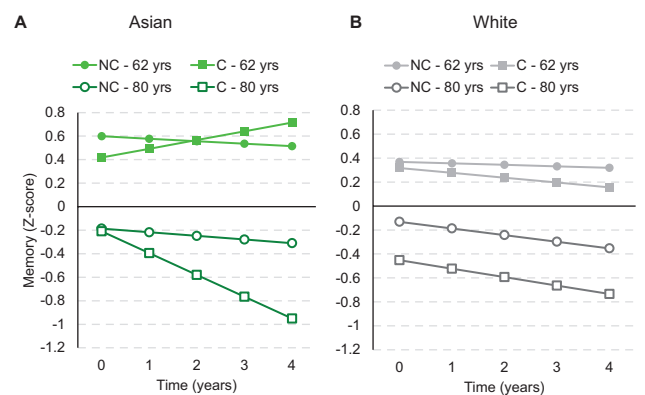 A Asian
NC - 62 yrs C - 62 yrs
NC - 80 yrs C - 80 yrs
Memory (Z-score)
0.8
0.6
0.4
0.2
0
-0.2
-0.4
-0.6
-0.8
-1
-1.2
0 1 2 3 4
Time (years)
B White
NC - 62 yrs C - 62 yrs
NC - 80 yrs C - 80 yrs
0.8
0.6
0.4
0.2
0
-0.2
-0.4
-0.6
-0.8
-1
-1.2
0 1 2 3 4
Time (years)